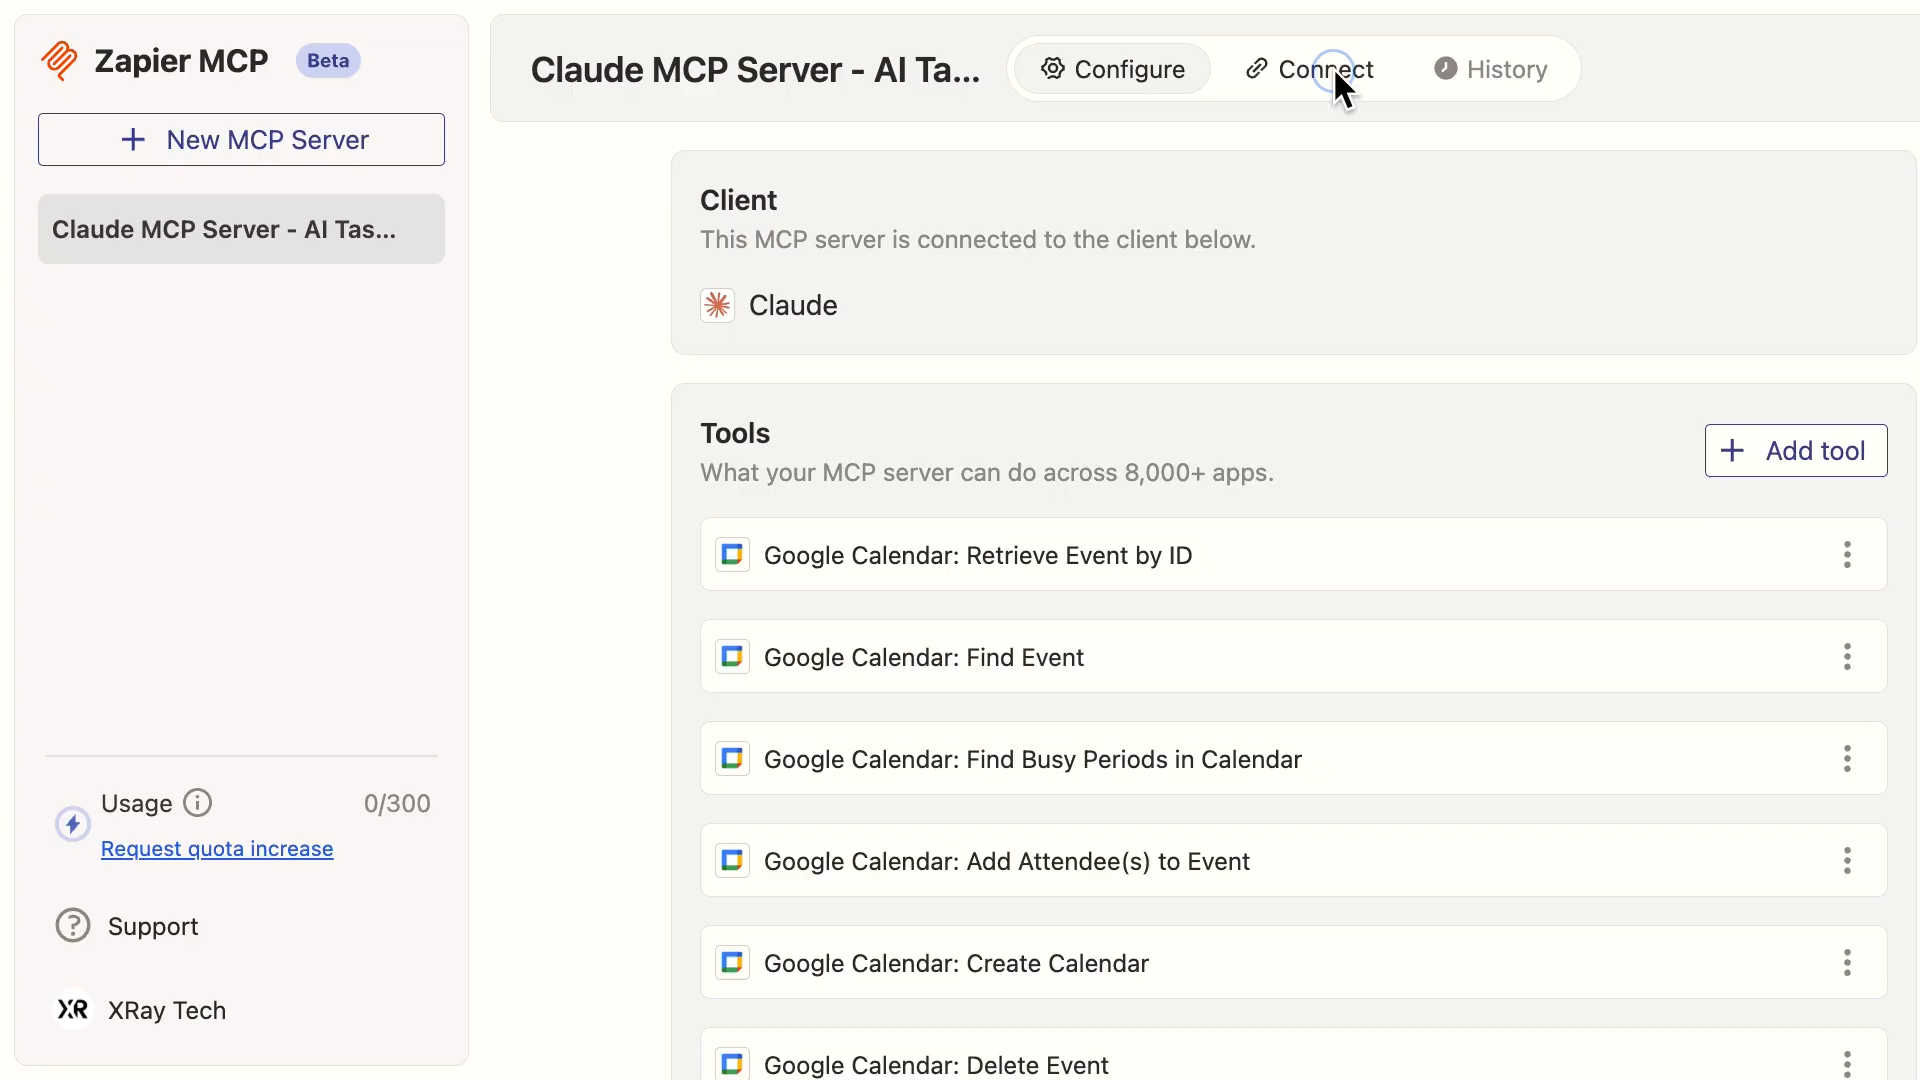 Zapier MCP
Beta
New MCP Server
Claude MCP Server - AI Tas...
Usage
0/300
Request quota increase
Support
XR
XRay Tech
Claude MCP Server - AI Ta...
Configure
Connect
History
Client
This MCP server is connected to the client below.
Claude
Tools
What your MCP server can do across 8,000+ apps.
Add tool
Google Calendar: Retrieve Event by ID
Google Calendar: Find Event
Google Calendar: Find Busy Periods in Calendar
Google Calendar: Add Attendee(s) to Event
Google Calendar: Create Calendar
Google Calendar: Delete Event